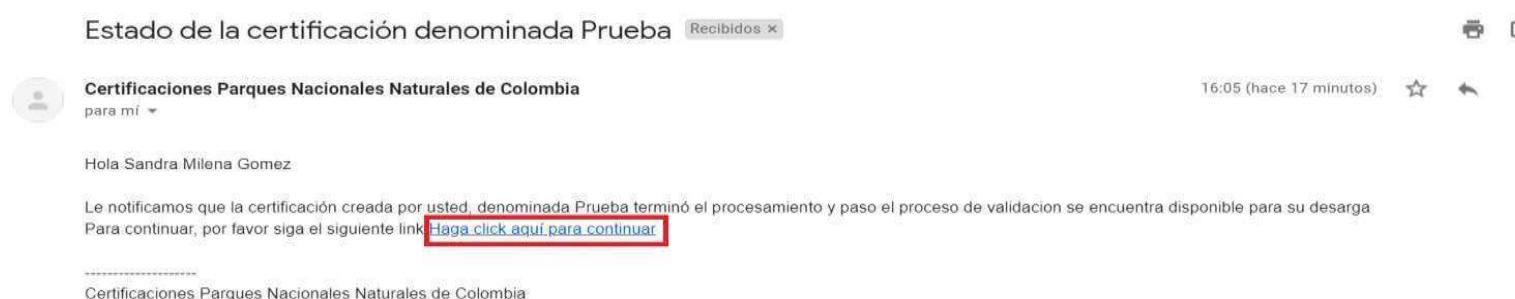 Estado de la certificación denominada Prueba Recibidos ×
Certificaciones Parques Nacionales Naturales de Colombia 16:05 (hace 17 minutos)
para mí
Hola Sandra Milena Gomez
Le notificamos que la certificación creada por usted, denominada Prueba terminó el procesamiento y paso el proceso de validacion se encuentra disponible para su desarga
Para continuar, por favor siga el siguiente link Haga click aquí para continuar
--------------------
Certificaciones Parques Nacionales Naturales de Colombia